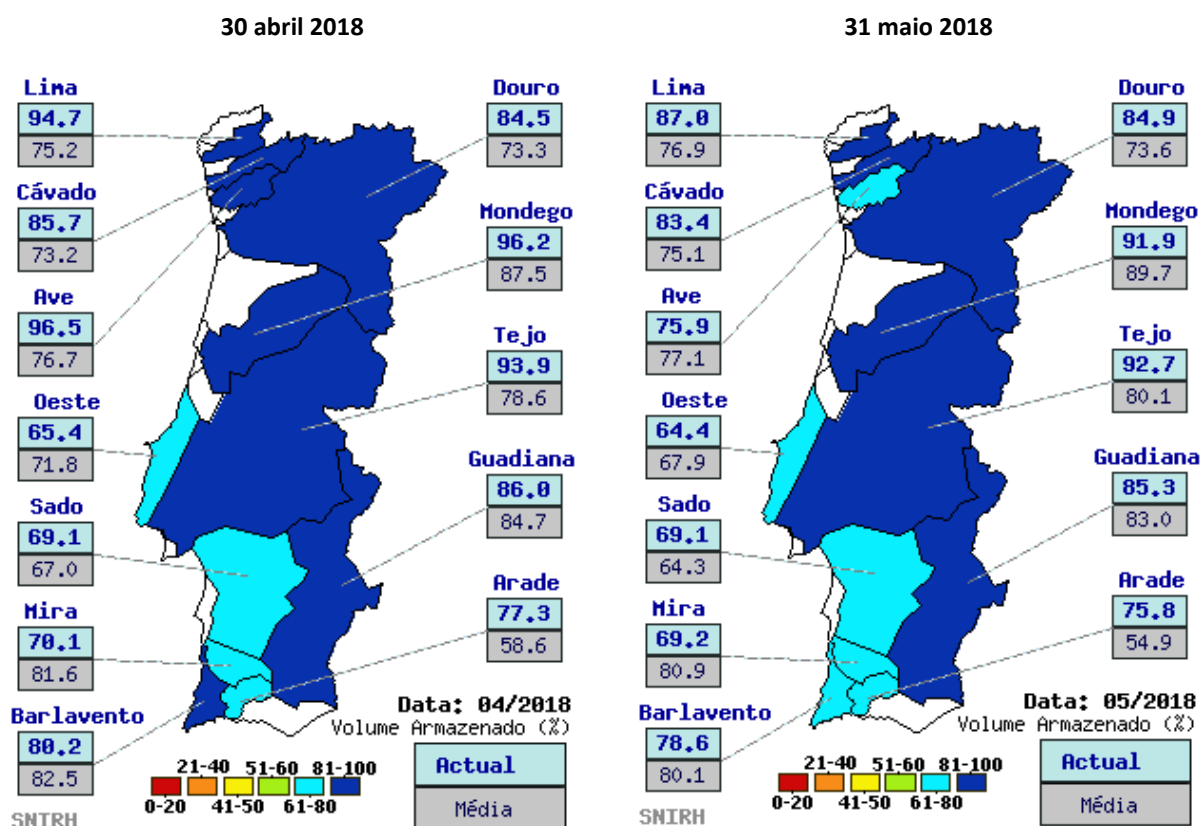 30 abril 2018
Lima
94.7
75.2
Cávado
85.7
73.2
Ave
96.5
76.7
Oeste
65.4
71.8
Sado
69.1
67.0
Mira
70.1
81.6
Barlavento
80.2
82.5
SNIRH
Douro
84.5
73.3
Mondego
96.2
87.5
Tejo
93.9
78.6
Guadiana
86.0
84.7
Arade
77.3
58.6
Data: 04/2018
Volume Armazenado (%)
21-40 51-60 81-100
0-20 41-50 61-80
Actual
Média
31 maio 2018
Lima
87.0
76.9
Cávado
83.4
75.1
Ave
75.9
77.1
Oeste
64.4
67.9
Sado
69.1
64.3
Mira
69.2
80.9
Barlavento
78.6
80.1
SNIRH
Douro
84.9
73.6
Mondego
91.9
89.7
Tejo
92.7
80.1
Guadiana
85.3
83.0
Arade
75.8
54.9
Data: 05/2018
Volume Armazenado (%)
21-40 51-60 81-100
0-20 41-50 61-80
Actual
Média